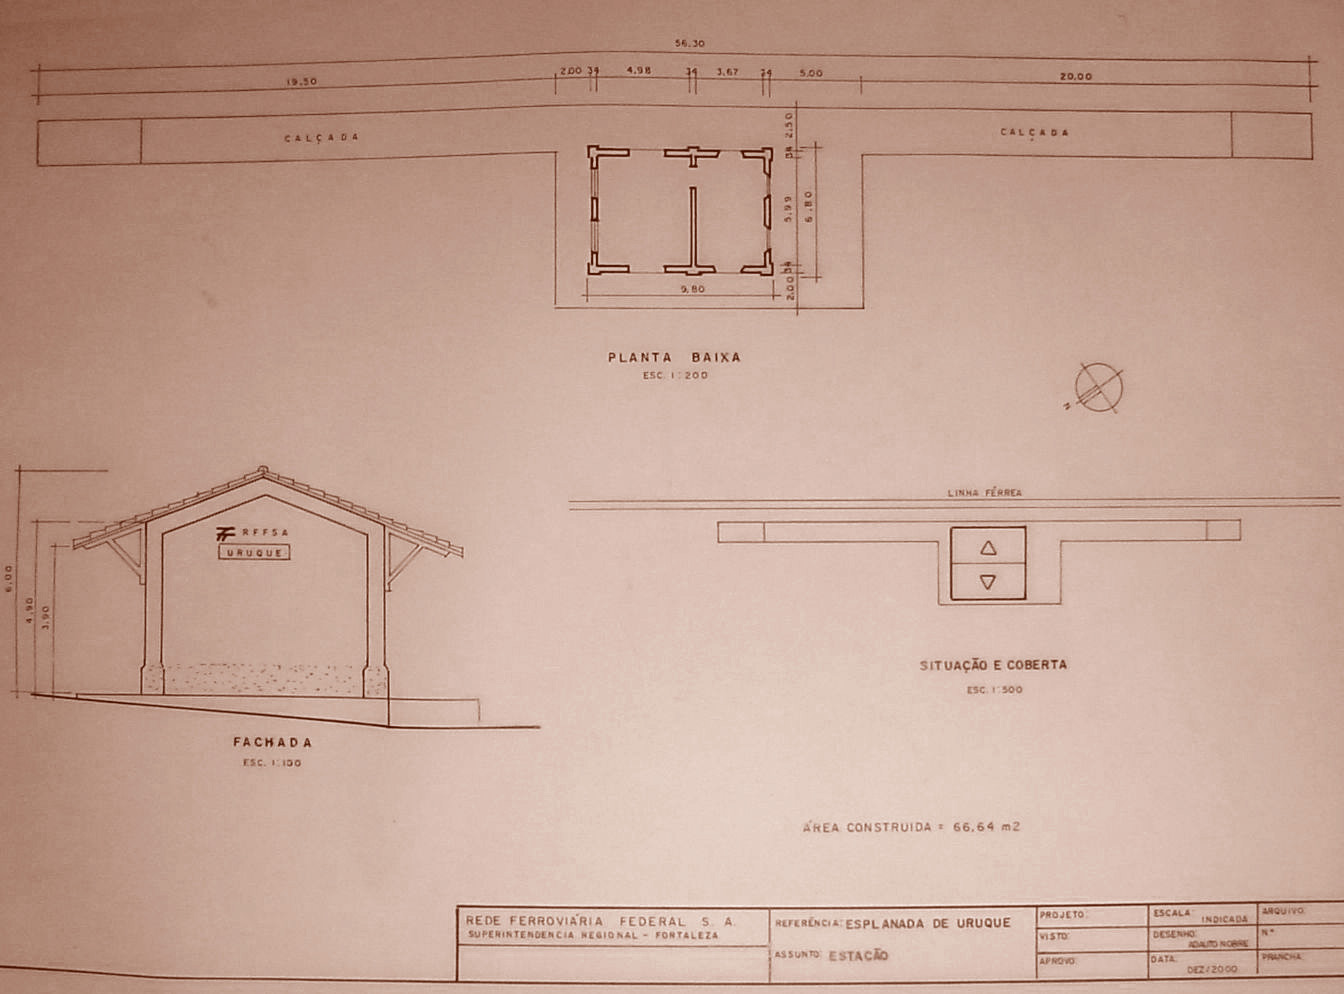 56.30
19.50 2.00 34 4.98 34 3.67 34 5.00 20.00
CALÇADA
CALÇADA
2.50
34
5.99
6.80
34
2.00
9.80
PLANTA BAIXA
ESC. 1:200
N
LINHA FÉRREA
RFFSA
URUQUE
6.00
4.90
3.90
SITUAÇÃO E COBERTA
ESC. 1:500
FACHADA
ESC. 1:100
ÁREA CONSTRUIDA = 66.64 m2
REDE FERROVIÁRIA FEDERAL S. A.
SUPERINTENDENCIA REGIONAL - FORTALEZA
REFERÊNCIA: ESPLANADA DE URUQUE
ASSUNTO: ESTAÇÃO
PROJETO:
VISTO:
APROVO:
ESCALA: INDICADA
DESENHO: ADAUTO NOBRE
DATA: DEZ/2000
ARQUIVO:
N.º
PRANCHA: